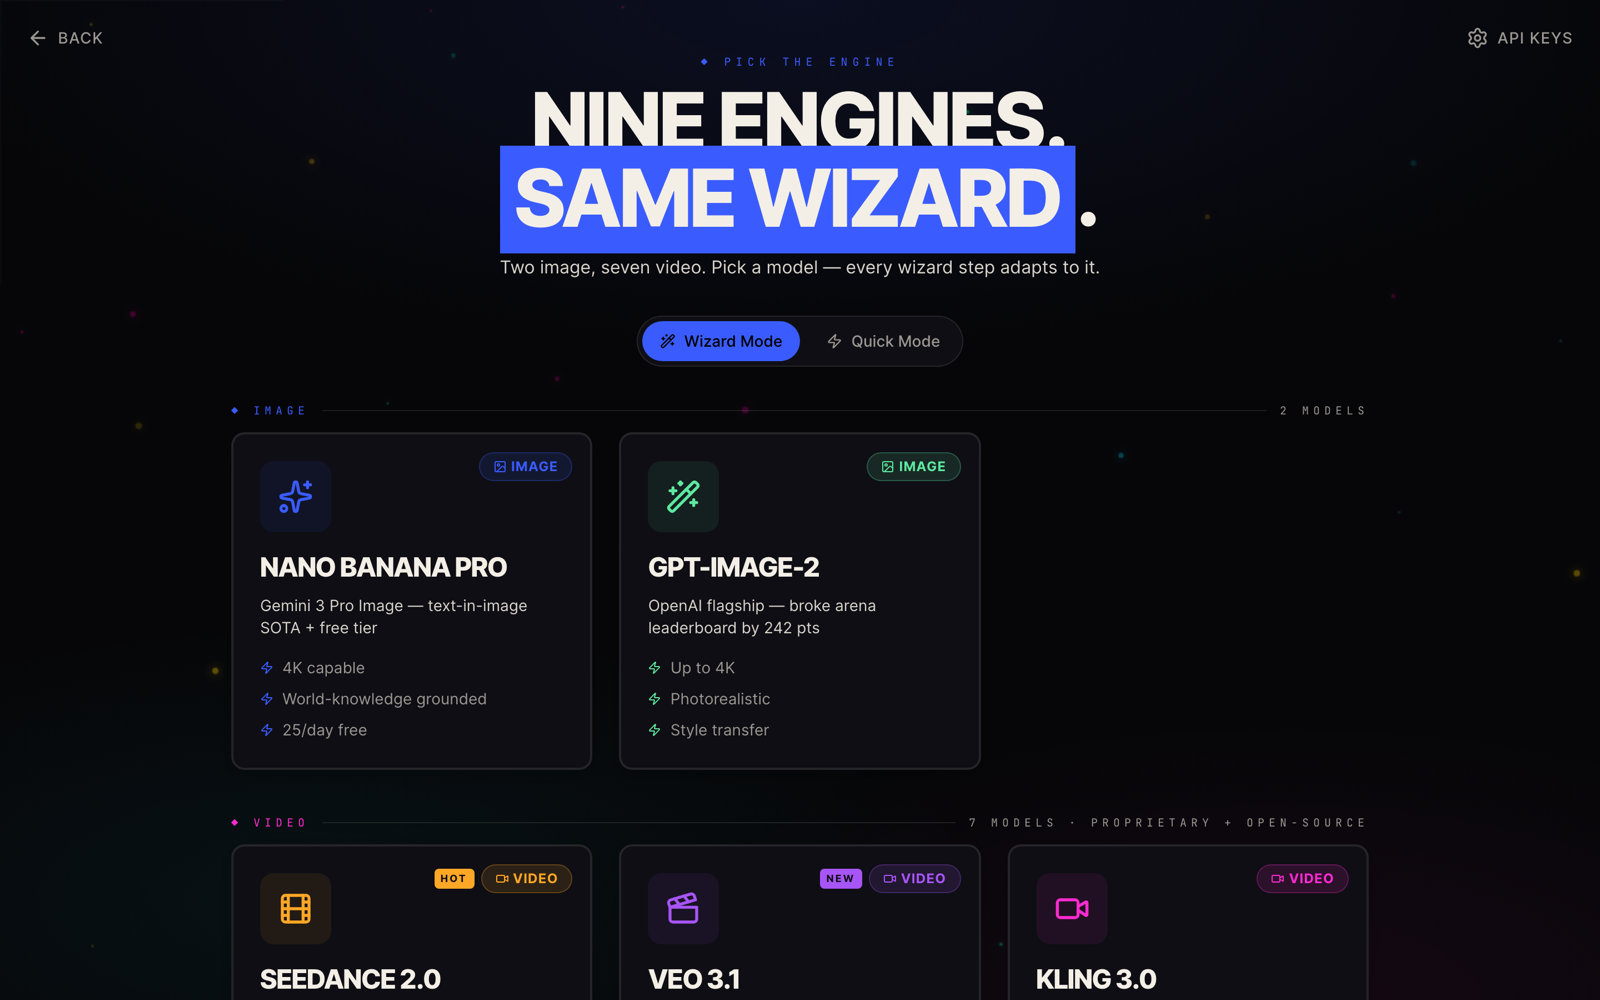 BACK
API KEYS
PICK THE ENGINE
NINE ENGINES.
SAME WIZARD.
Two image, seven video. Pick a model — every wizard step adapts to it.
Wizard Mode
Quick Mode
IMAGE
2 MODELS
IMAGE
NANO BANANA PRO
Gemini 3 Pro Image — text-in-image
SOTA + free tier
4K capable
World-knowledge grounded
25/day free
IMAGE
GPT-IMAGE-2
OpenAI flagship — broke arena
leaderboard by 242 pts
Up to 4K
Photorealistic
Style transfer
VIDEO
7 MODELS · PROPRIETARY + OPEN-SOURCE
HOT
VIDEO
SEEDANCE 2.0
NEW
VIDEO
VEO 3.1
VIDEO
KLING 3.0